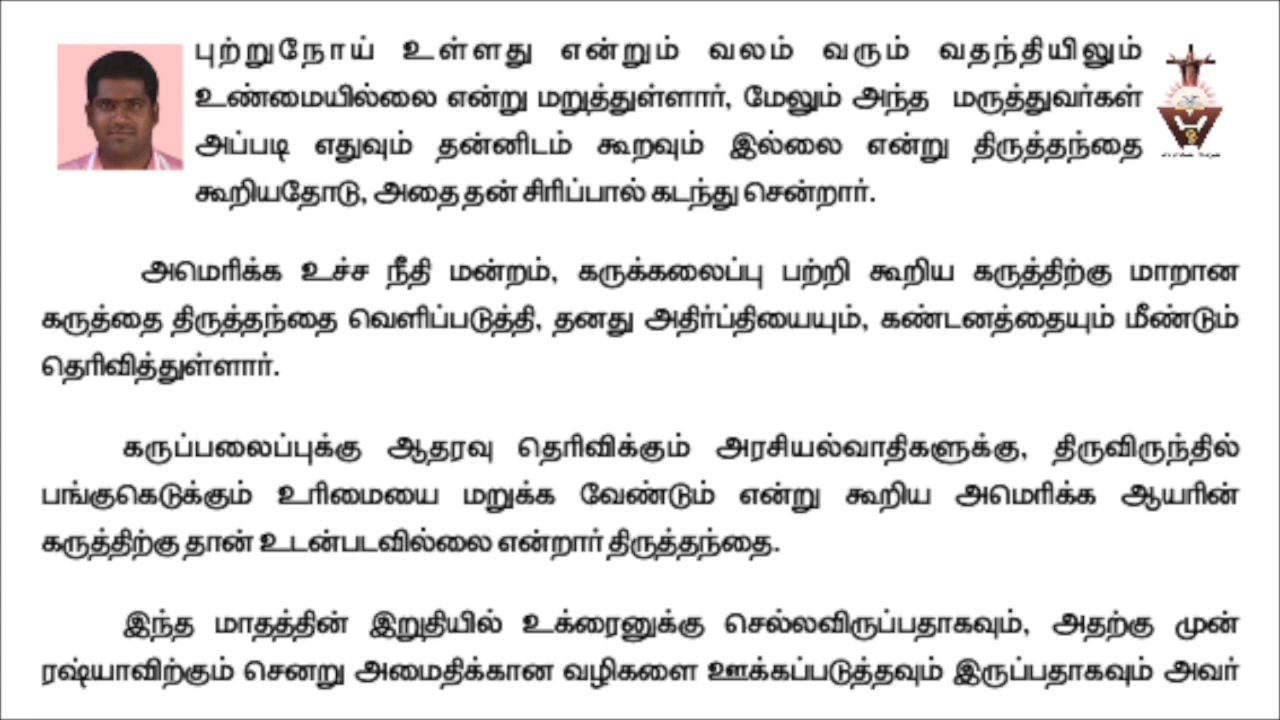 புற்றுநோய் உள்ளது என்றும் வலம் வரும் வதந்தியிலும்
உண்மையில்லை என்று மறுத்துள்ளார், மேலும் அந்த மருத்துவர்கள்
அப்படி எதுவும் தன்னிடம் கூறவும் இல்லை என்று திருத்தந்தை
கூறியதோடு, அதை தன் சிரிப்பால் கடந்து சென்றார்.
அமெரிக்க உச்ச நீதி மன்றம், கருக்கலைப்பு பற்றி கூறிய கருத்திற்கு மாறான
கருத்தை திருத்தந்தை வெளிப்படுத்தி, தனது அதிர்ப்தியையும், கண்டனத்தையும் மீண்டும்
தெரிவித்துள்ளார்.
கருப்பலைப்புக்கு ஆதரவு தெரிவிக்கும் அரசியல்வாதிகளுக்கு, திருவிருந்தில்
பங்குகெடுக்கும் உரிமையை மறுக்க வேண்டும் என்று கூறிய அமெரிக்க ஆயரின்
கருத்திற்கு தான் உடன்படவில்லை என்றார் திருத்தந்தை.
இந்த மாதத்தின் இறுதியில் உக்ரைனுக்கு செல்லவிருப்பதாகவும், அதற்கு முன்
ரஷ்யாவிற்கும் செனறு அமைதிக்கான வழிகளை ஊக்கப்படுத்தவும் இருப்பதாகவும் அவர்